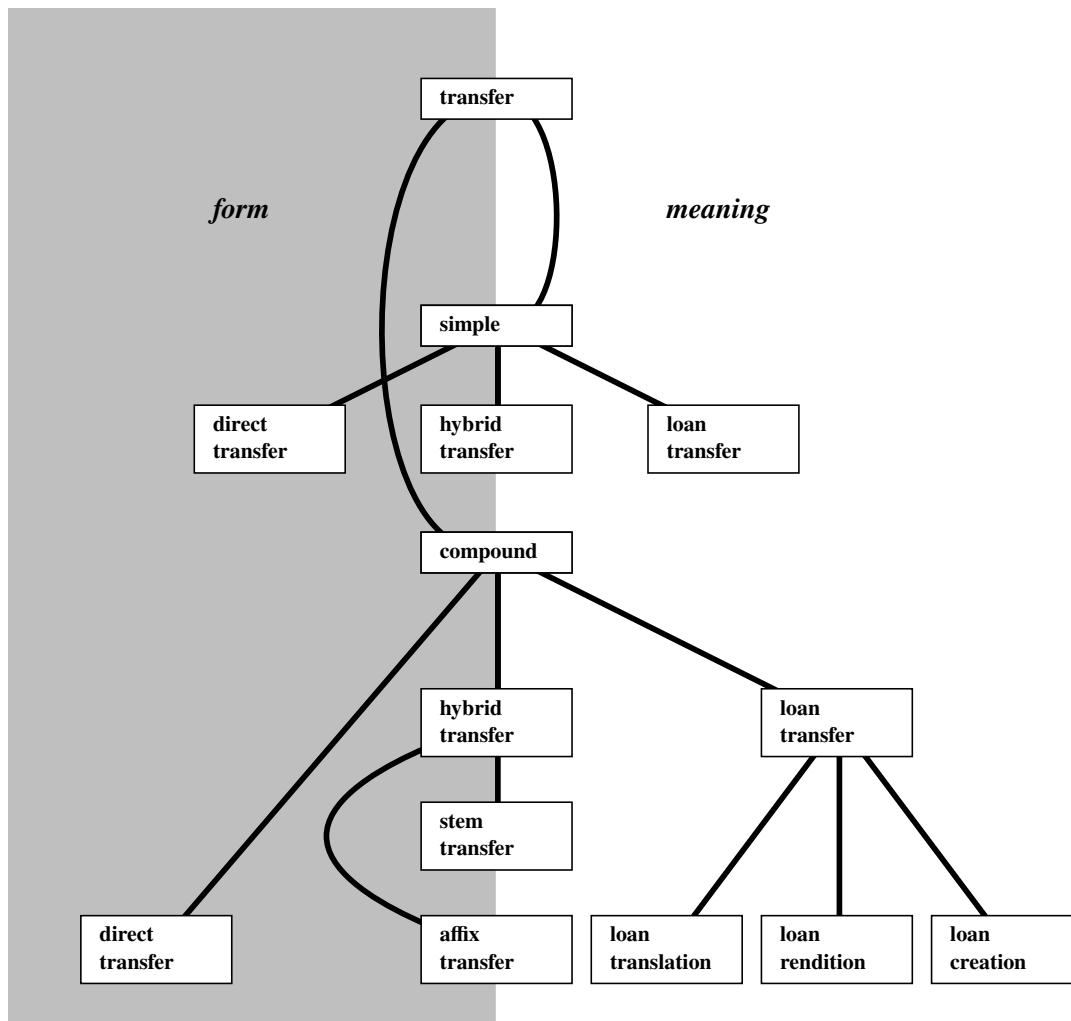 transfer
form
meaning
simple
direct
transfer
hybrid
transfer
loan
transfer
compound
hybrid
transfer
loan
transfer
stem
transfer
direct
transfer
affix
transfer
loan
translation
loan
rendition
loan
creation